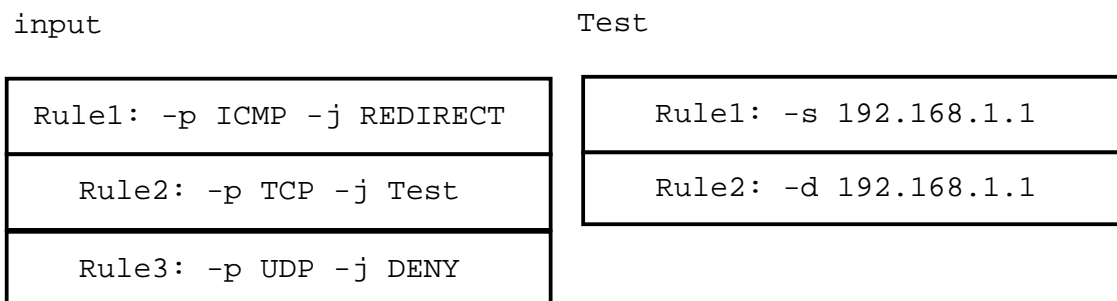 input
Rule1: -p ICMP -j REDIRECT
Rule2: -p TCP -j Test
Rule3: -p UDP -j DENY
Test
Rule1: -s 192.168.1.1
Rule2: -d 192.168.1.1